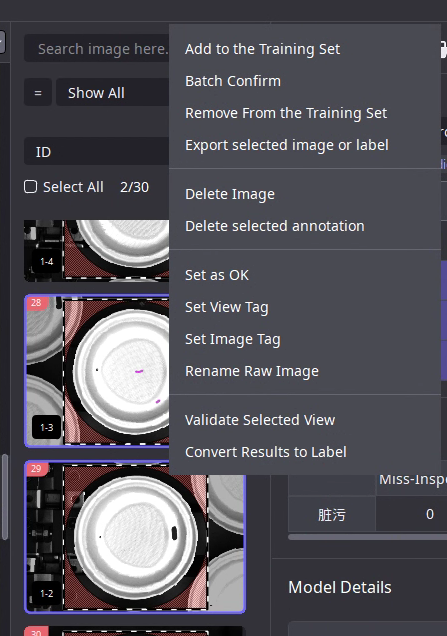 Search image here.
Add to the Training Set
Batch Confirm
= Show All
Remove From the Training Set
Export selected image or label
ID
Select All 2/30
Delete Image
Delete selected annotation
1-4
Set as OK
28
Set View Tag
Set Image Tag
Rename Raw Image
1-3
Validate Selected View
Convert Results to Label
29
Miss-Inspe
脏污 0
1-2
Model Details
30